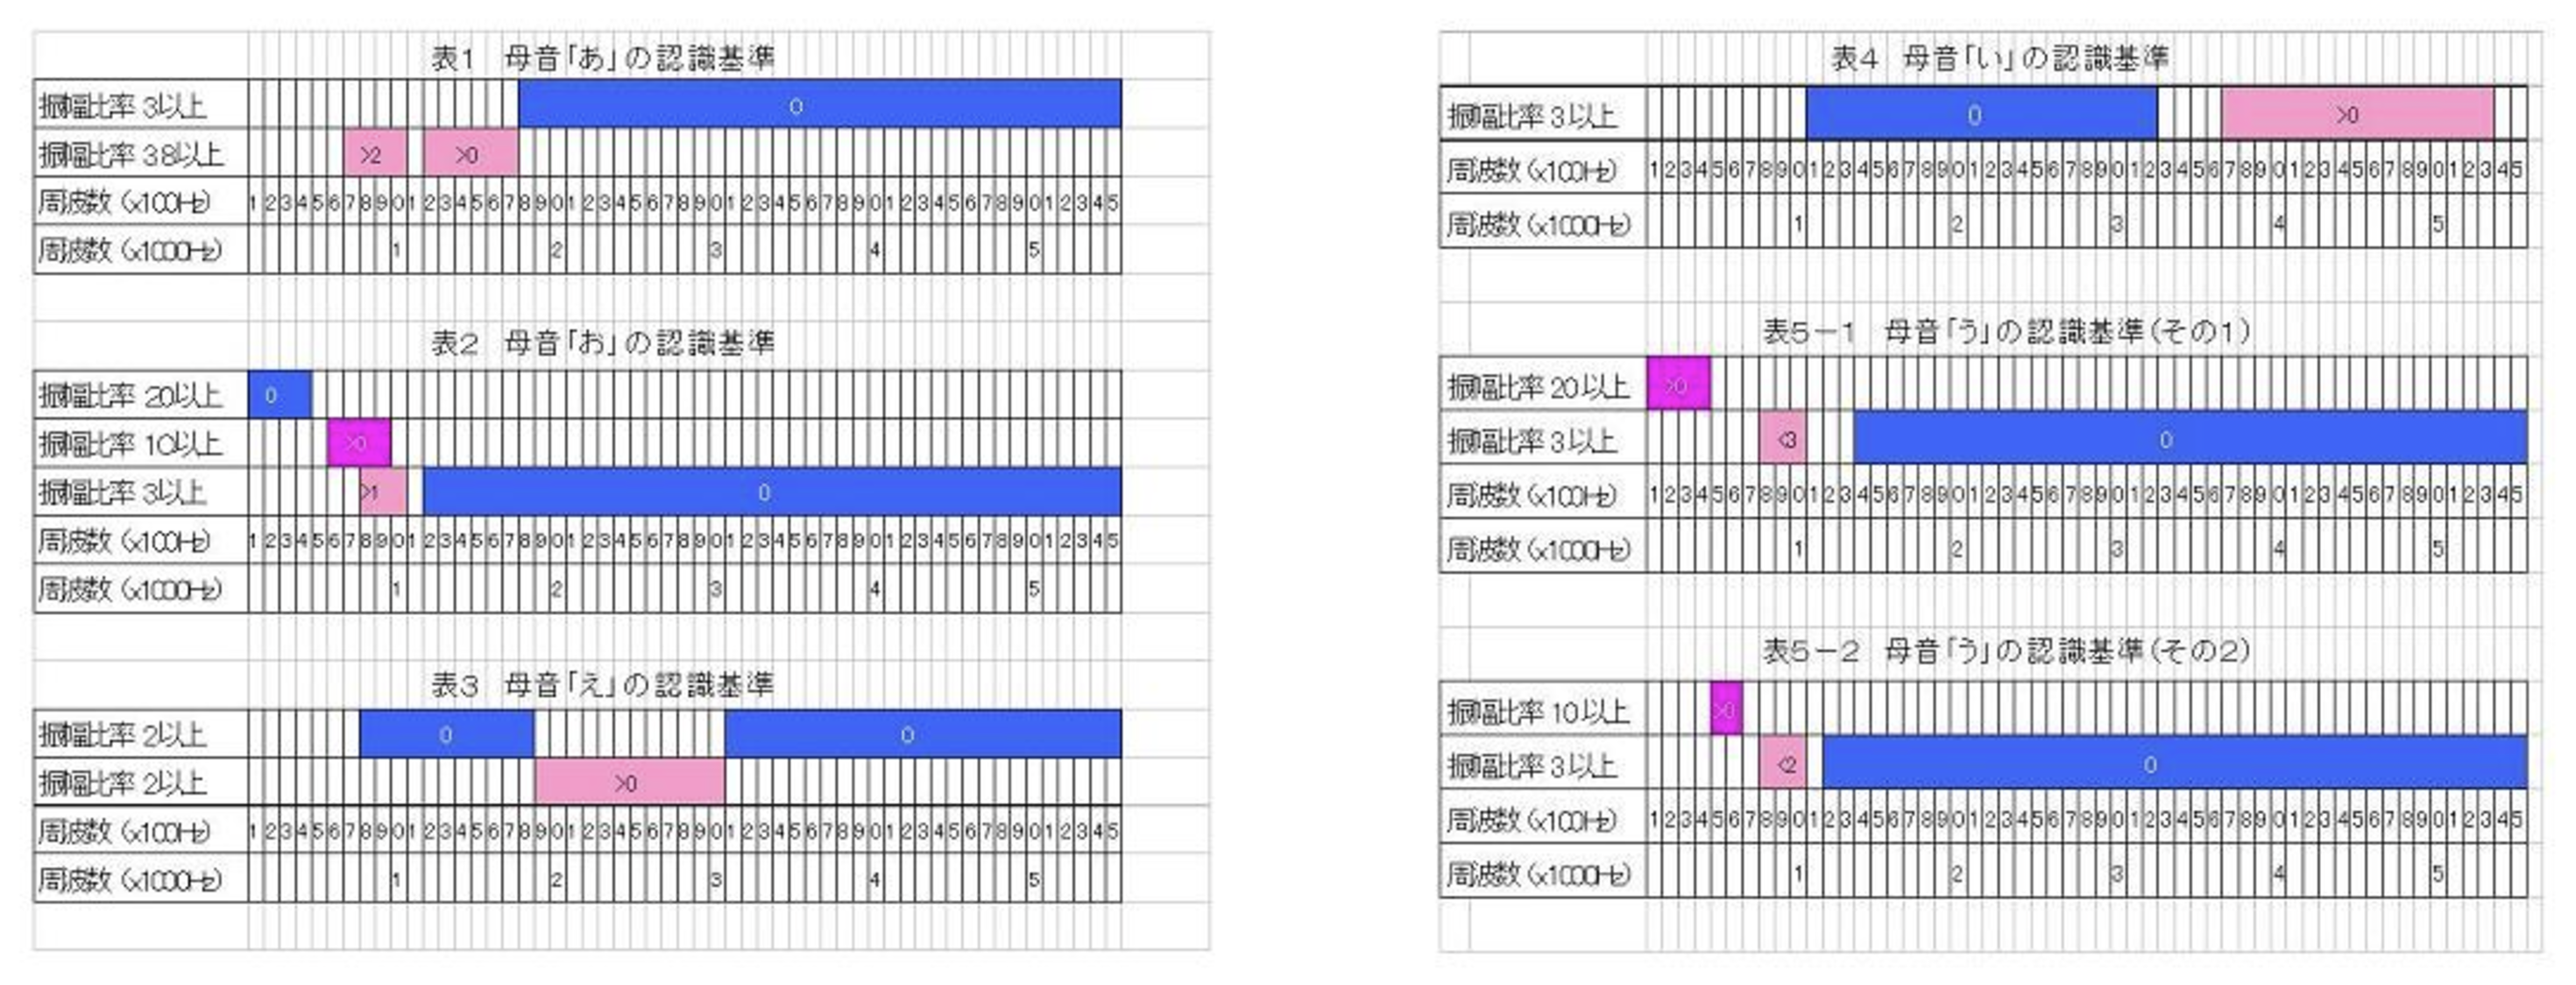 表1 母音「あ」の認識基準
振幅比率 3以上 0
振幅比率 38以上 >2 >0
周波数 (x100Hz) 1 2 3 4 5 6 7 8 9 0 1 2 3 4 5 6 7 8 9 0 1 2 3 4 5 6 7 8 9 0 1 2 3 4 5 6 7 8 9 0 1 2 3 4 5 6 7 8 9 0 1 2 3 4 5
周波数 (x1000Hz) 1 2 3 4 5
表2 母音「お」の認識基準
振幅比率 20以上 0
振幅比率 10以上 >0
振幅比率 3以上 >1 0
周波数 (x100Hz) 1 2 3 4 5 6 7 8 9 0 1 2 3 4 5 6 7 8 9 0 1 2 3 4 5 6 7 8 9 0 1 2 3 4 5 6 7 8 9 0 1 2 3 4 5 6 7 8 9 0 1 2 3 4 5
周波数 (x1000Hz) 1 2 3 4 5
表3 母音「え」の認識基準
振幅比率 2以上 0 0
振幅比率 2以上 >0
周波数 (x100Hz) 1 2 3 4 5 6 7 8 9 0 1 2 3 4 5 6 7 8 9 0 1 2 3 4 5 6 7 8 9 0 1 2 3 4 5 6 7 8 9 0 1 2 3 4 5 6 7 8 9 0 1 2 3 4 5
周波数 (x1000Hz) 1 2 3 4 5
表4 母音「い」の認識基準
振幅比率 3以上 0 >0
周波数 (x100Hz) 1 2 3 4 5 6 7 8 9 0 1 2 3 4 5 6 7 8 9 0 1 2 3 4 5 6 7 8 9 0 1 2 3 4 5 6 7 8 9 0 1 2 3 4 5 6 7 8 9 0 1 2 3 4 5
周波数 (x1000Hz) 1 2 3 4 5
表5-1 母音「う」の認識基準(その1)
振幅比率 20以上 >0
振幅比率 3以上 <3 0
周波数 (x100Hz) 1 2 3 4 5 6 7 8 9 0 1 2 3 4 5 6 7 8 9 0 1 2 3 4 5 6 7 8 9 0 1 2 3 4 5 6 7 8 9 0 1 2 3 4 5 6 7 8 9 0 1 2 3 4 5
周波数 (x1000Hz) 1 2 3 4 5
表5-2 母音「う」の認識基準(その2)
振幅比率 10以上 >0
振幅比率 3以上 <2 0
周波数 (x100Hz) 1 2 3 4 5 6 7 8 9 0 1 2 3 4 5 6 7 8 9 0 1 2 3 4 5 6 7 8 9 0 1 2 3 4 5 6 7 8 9 0 1 2 3 4 5 6 7 8 9 0 1 2 3 4 5
周波数 (x1000Hz) 1 2 3 4 5